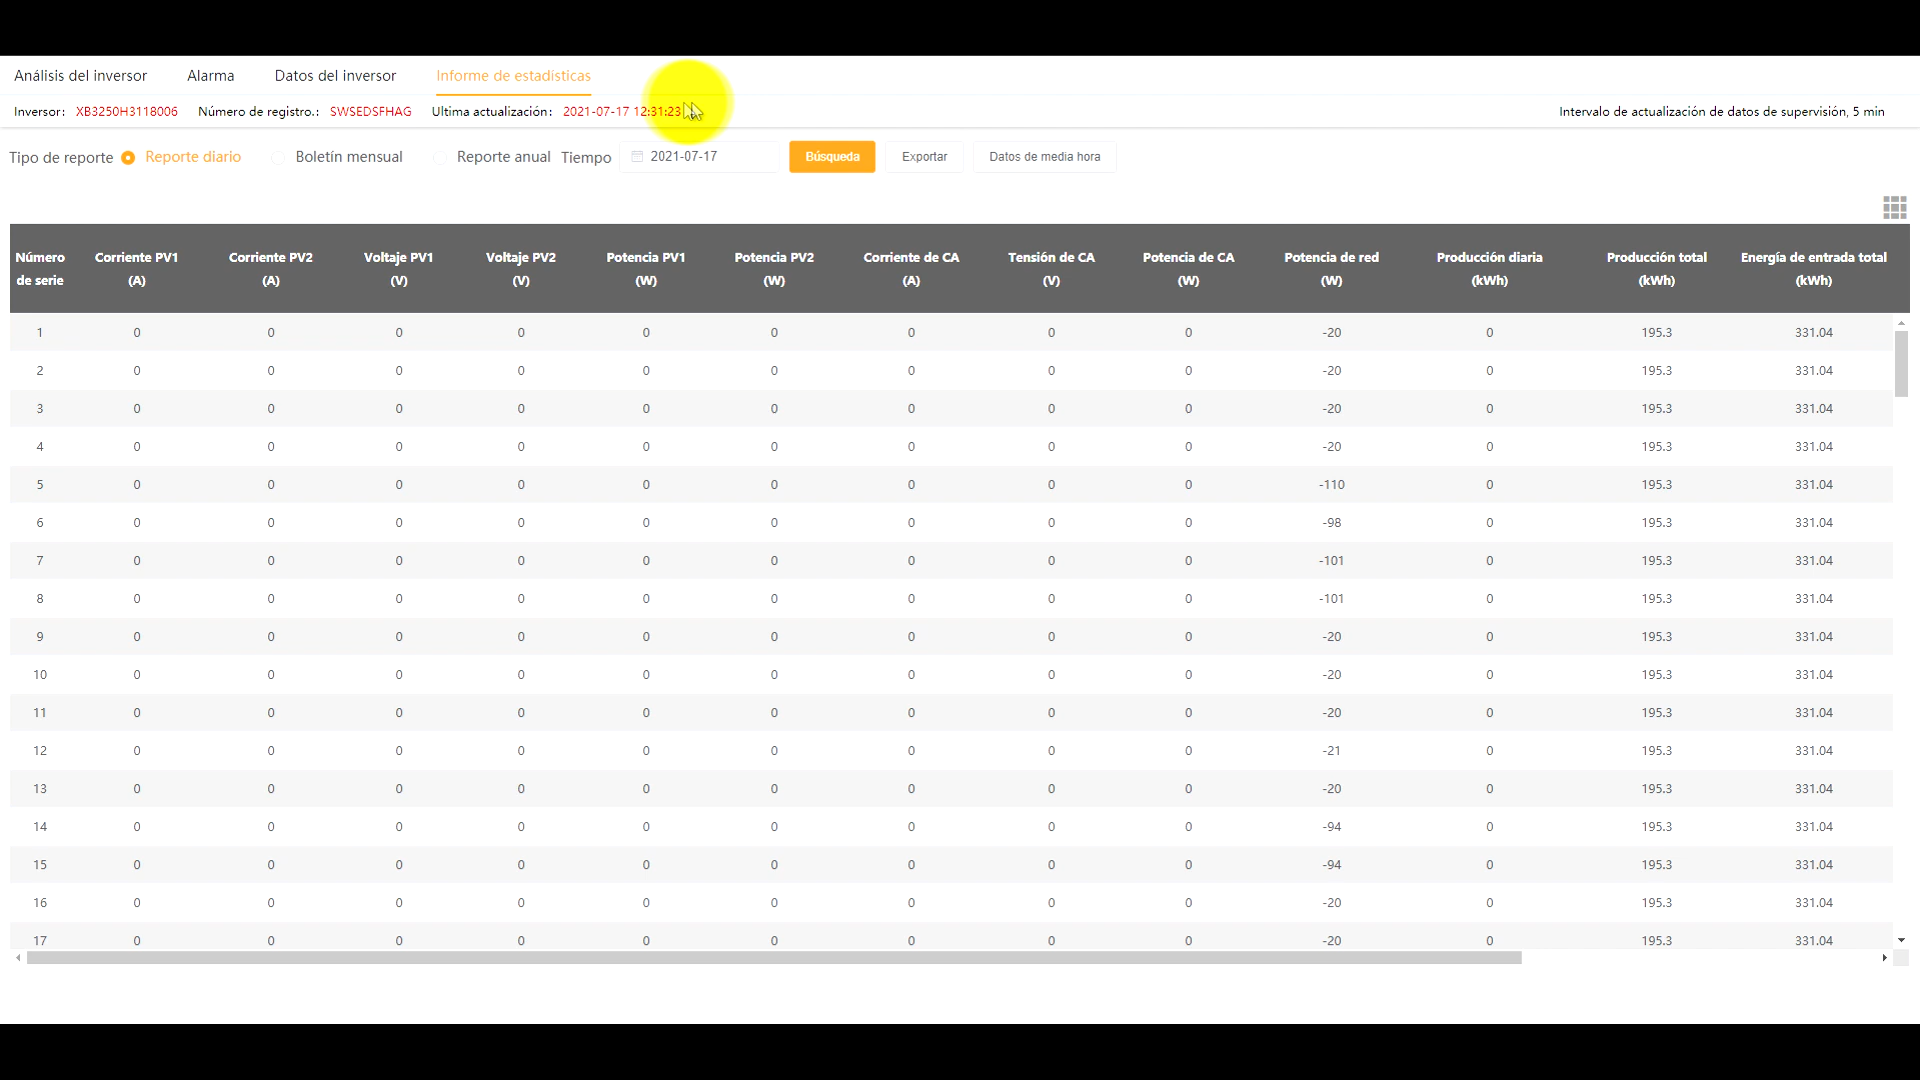 Análisis del inversor Alarma Datos del inversor Informe de estadísticas
Inversor: XB3250H3118006 Número de registro.: SWSEDSFHAG Ultima actualización: 2021-07-17 12:31:23 Intervalo de actualización de datos de supervisión, 5 min
Tipo de reporte Reporte diario Boletín mensual Reporte anual Tiempo 2021-07-17 Búsqueda Exportar Datos de media hora
Número Corriente PV1 Corriente PV2 Voltaje PV1 Voltaje PV2 Potencia PV1 Potencia PV2 Corriente de CA Tensión de CA Potencia de CA Potencia de red Producción diaria Producción total Energía de entrada total
de serie (A) (A) (V) (V) (W) (W) (A) (V) (W) (W) (kWh) (kWh) (kWh)
1 0 0 0 0 0 0 0 0 0 -20 0 195.3 331.04
2 0 0 0 0 0 0 0 0 0 -20 0 195.3 331.04
3 0 0 0 0 0 0 0 0 0 -20 0 195.3 331.04
4 0 0 0 0 0 0 0 0 0 -20 0 195.3 331.04
5 0 0 0 0 0 0 0 0 0 -110 0 195.3 331.04
6 0 0 0 0 0 0 0 0 0 -98 0 195.3 331.04
7 0 0 0 0 0 0 0 0 0 -101 0 195.3 331.04
8 0 0 0 0 0 0 0 0 0 -101 0 195.3 331.04
9 0 0 0 0 0 0 0 0 0 -20 0 195.3 331.04
10 0 0 0 0 0 0 0 0 0 -20 0 195.3 331.04
11 0 0 0 0 0 0 0 0 0 -20 0 195.3 331.04
12 0 0 0 0 0 0 0 0 0 -21 0 195.3 331.04
13 0 0 0 0 0 0 0 0 0 -20 0 195.3 331.04
14 0 0 0 0 0 0 0 0 0 -94 0 195.3 331.04
15 0 0 0 0 0 0 0 0 0 -94 0 195.3 331.04
16 0 0 0 0 0 0 0 0 0 -20 0 195.3 331.04
17 0 0 0 0 0 0 0 0 0 -20 0 195.3 331.04